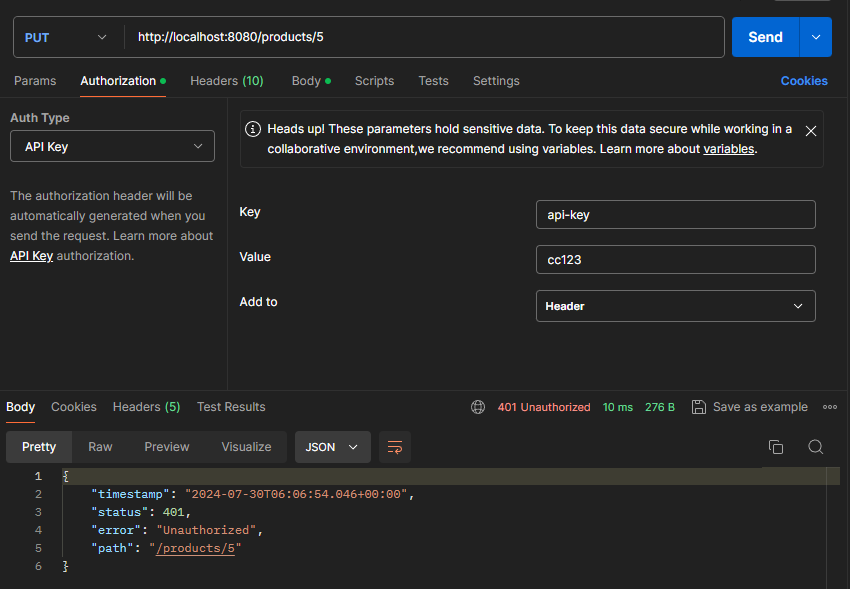 PUT http://localhost:8080/products/5 Send
Params Authorization Headers (10) Body Scripts Tests Settings Cookies
Auth Type
API Key
The authorization header will be
automatically generated when you
send the request. Learn more about
API Key authorization.
Heads up! These parameters hold sensitive data. To keep this data secure while working in a
collaborative environment,we recommend using variables. Learn more about variables.
Key api-key
Value cc123
Add to Header
Body Cookies Headers (5) Test Results 401 Unauthorized 10 ms 276 B Save as example
Pretty Raw Preview Visualize JSON
1 {
2 "timestamp": "2024-07-30T06:06:54.046+00:00",
3 "status": 401,
4 "error": "Unauthorized",
5 "path": "/products/5"
6 }